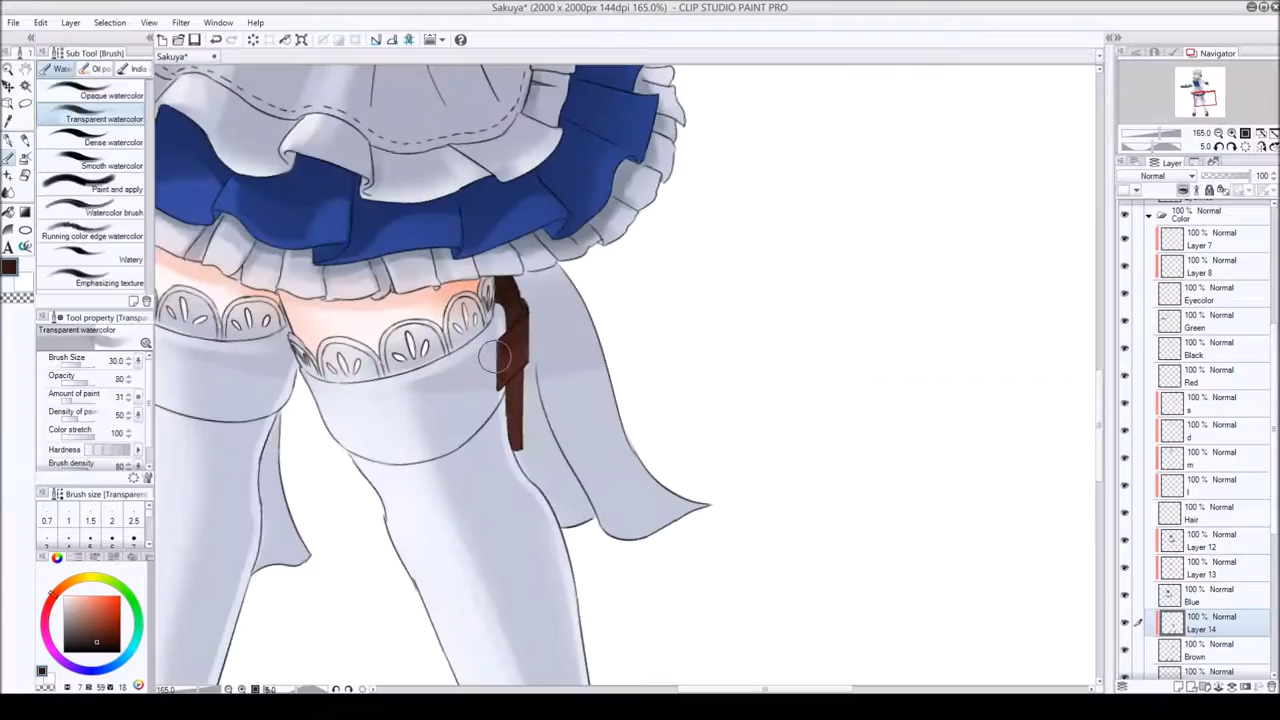 Sakuya* (2000 x 2000px 144dpi 165.0%) - CLIP STUDIO PAINT PRO
File Edit Layer Selection View Filter Window Help
Sub Tool [Brush]
Sakuya*
Navigator
Wate Oil p India
Opaque watercolor
Transparent watercolor
Dense watercolor
Smooth watercolor
Paint and apply
Watercolor brush
Running color edge watercolor
Watery
Emphasizing texture
Tool property [Transpa
Transparent watercolor
Brush Size 30.0
Opacity 80
Amount of paint 31
Density of paint 50
Color stretch 100
Hardness
Brush density 80
Brush size [Transparent
0.7 1 1.5 2 2.5
7 59 18
165.0 5.0
165.0
5.0
Layer
Normal 100
100 % Normal
Color
100 % Normal
Layer 7
100 % Normal
Layer 8
100 % Normal
Eyecolor
100 % Normal
Green
100 % Normal
Black
100 % Normal
Red
100 % Normal
s
100 % Normal
d
100 % Normal
m
100 % Normal
l
100 % Normal
Hair
100 % Normal
Layer 12
100 % Normal
Layer 13
100 % Normal
Blue
100 % Normal
Layer 14
100 % Normal
Brown
100 % Normal